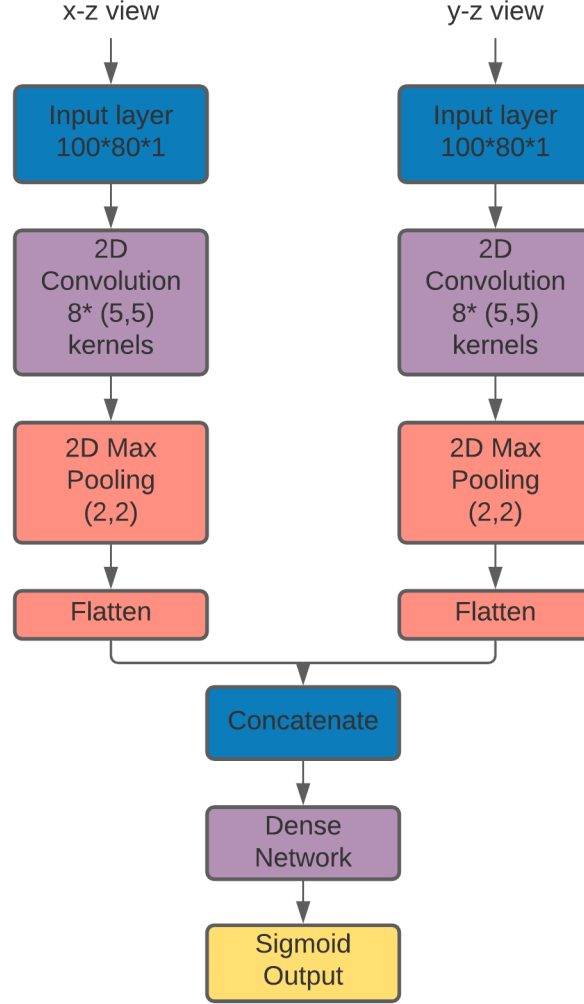 x-z view
Input layer
100*80*1
2D
Convolution
8* (5,5)
kernels
2D Max
Pooling
(2,2)
Flatten
y-z view
Input layer
100*80*1
2D
Convolution
8* (5,5)
kernels
2D Max
Pooling
(2,2)
Flatten
Concatenate
Dense
Network
Sigmoid
Output